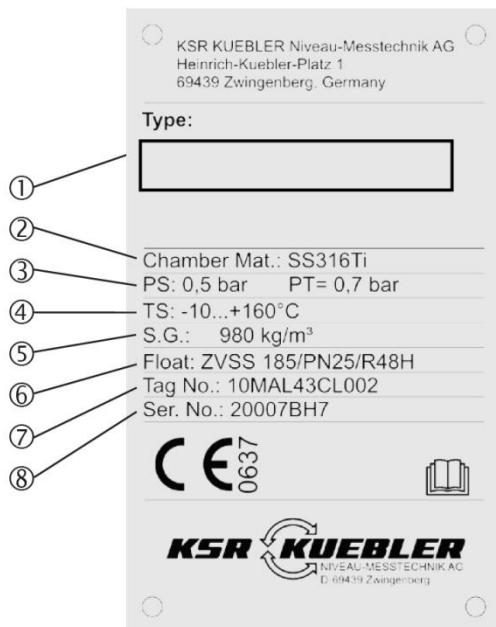 KSR KUEBLER Niveau-Messtechnik AG
Heinrich-Kuebler-Platz 1
69439 Zwingenberg. Germany
Type:
①
②
Chamber Mat.: SS316Ti
③
PS: 0,5 bar PT= 0,7 bar
④
TS: -10...+160°C
⑤
S.G.: 980 kg/m³
⑥
Float: ZVSS 185/PN25/R48H
⑦
Tag No.: 10MAL43CL002
⑧
Ser. No.: 20007BH7
CE 0637
KSR KUEBLER
NIVEAU-MESSTECHNIK AG
D-69439 Zwingenberg